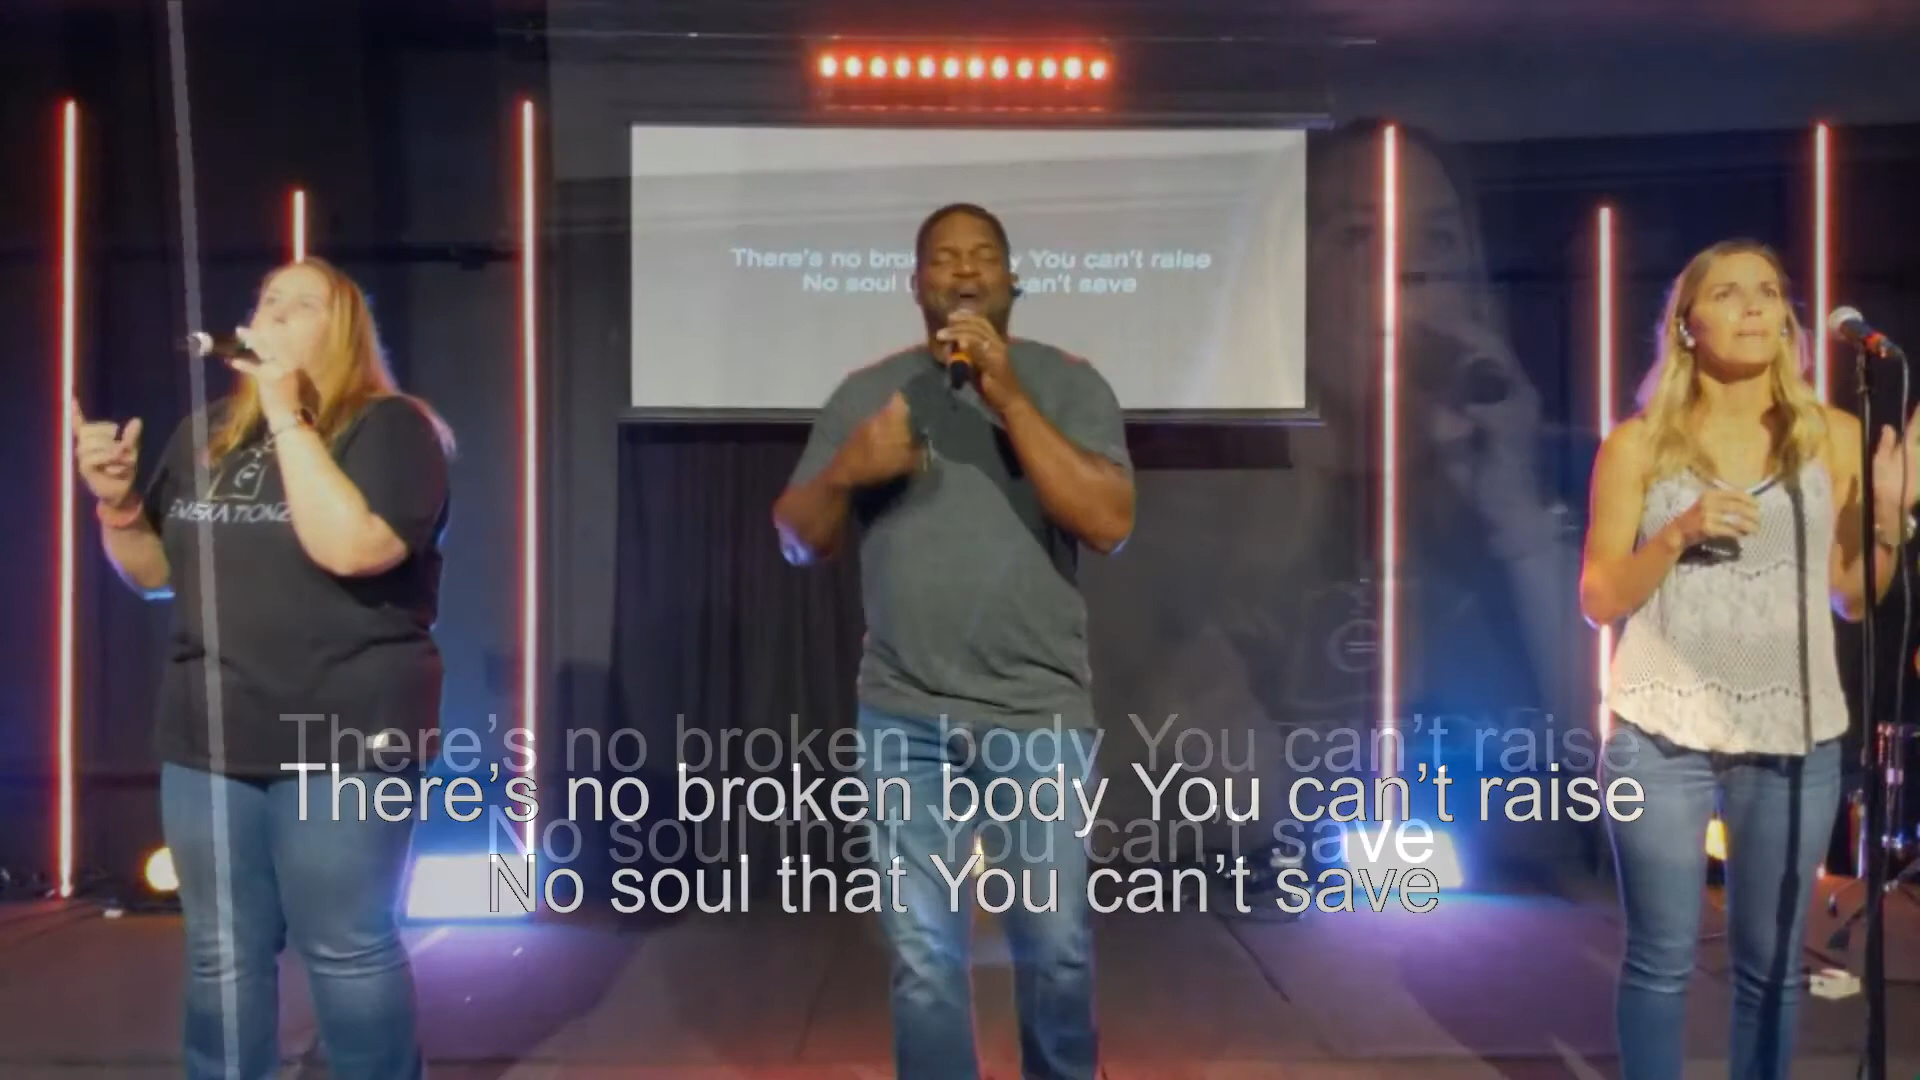 There's no bro y You can't raise
No soul can't save
There's no broken body You can't raise
There's no broken body You can't raise
No soul that You can't save
No soul that You can't save